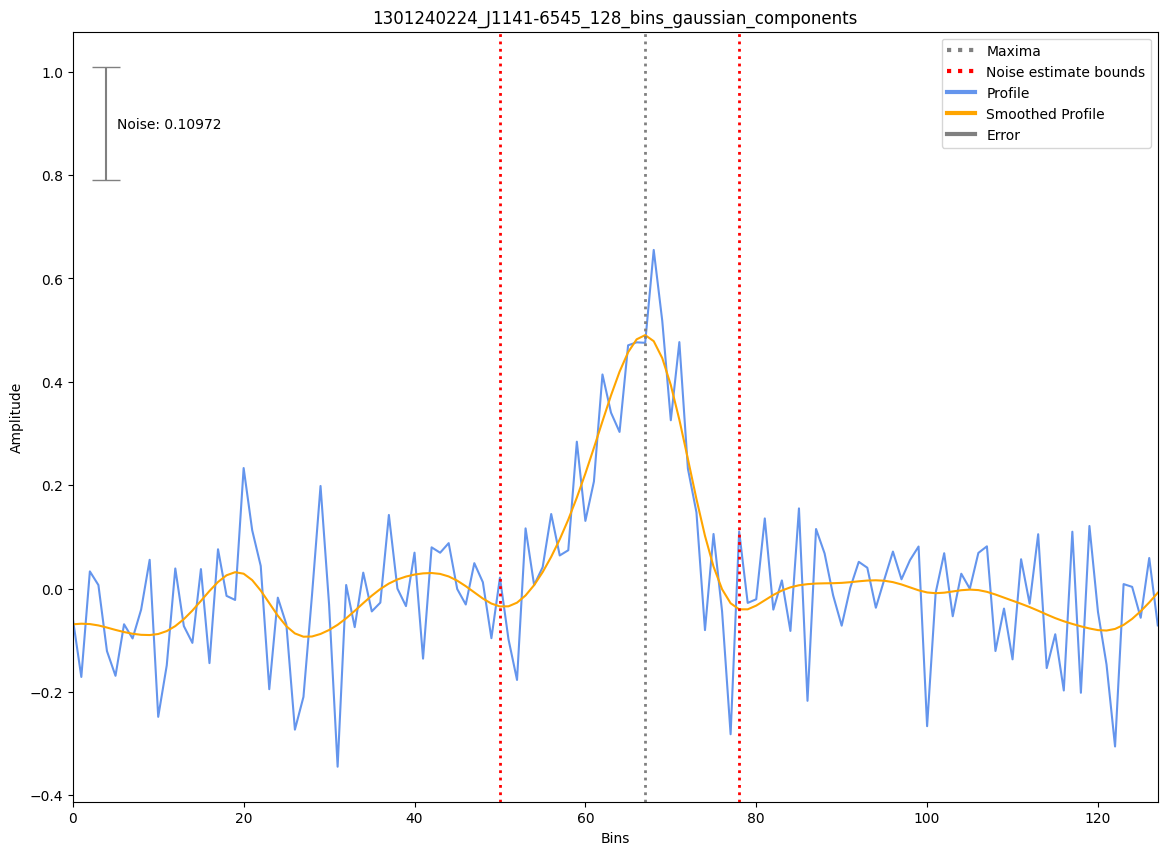 1301240224_J1141-6545_128_bins_gaussian_components
Maxima
Noise estimate bounds
Profile
Smoothed Profile
Error
Noise: 0.10972
Amplitude
1.0
0.8
0.6
0.4
0.2
0.0
−0.2
−0.4
0 20 40 60 80 100 120
Bins